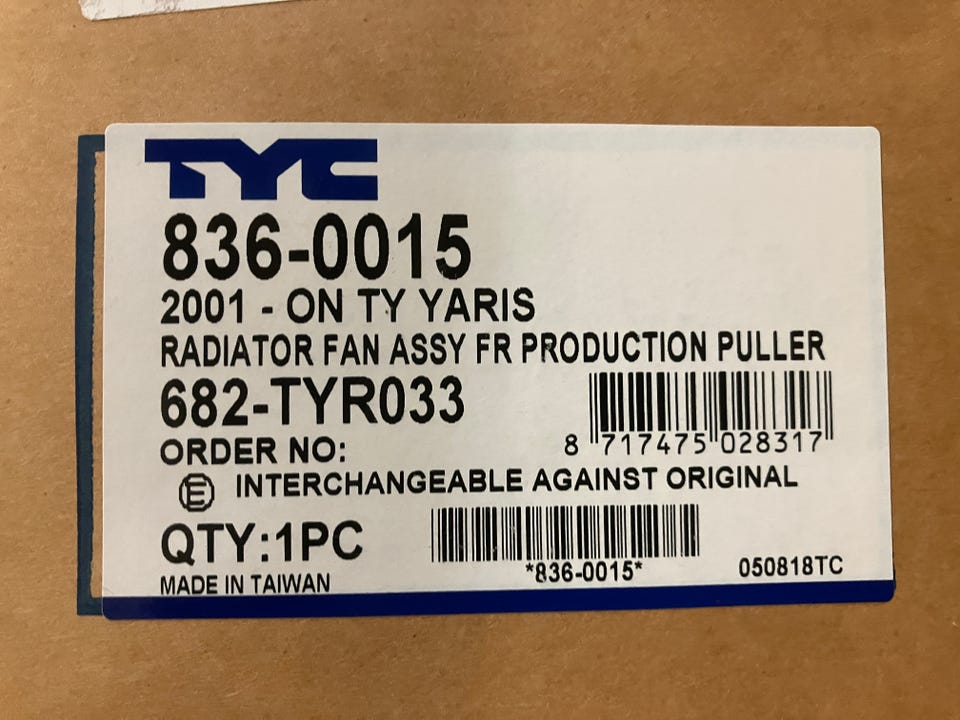 TYC
836-0015
2001 - ON TY YARIS
RADIATOR FAN ASSY FR PRODUCTION PULLER
682-TYR033
8 717475 028317
ORDER NO:
E INTERCHANGEABLE AGAINST ORIGINAL
QTY:1PC
*836-0015*
050818TC
MADE IN TAIWAN